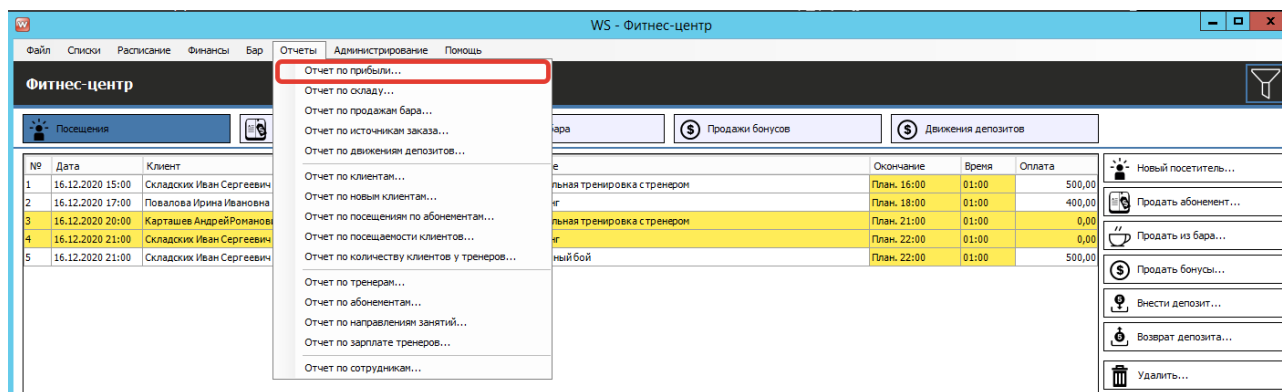 WS - Фитнес-центр
Файл Списки Расписание Финансы Бар Отчеты Администрирование Помощь
Фитнес-центр
Посещения
Продажи бонусов
Движения депозитов
Отчет по прибыли...
Отчет по складу...
Отчет по продажам бара...
Отчет по источникам заказа...
Отчет по движениям депозитов...
Отчет по клиентам...
Отчет по новым клиентам...
Отчет по посещениям по абонементам...
Отчет по посещаемости клиентов...
Отчет по количеству клиентов у тренеров...
Отчет по тренерам...
Отчет по абонементам...
Отчет по направлениям занятий...
Отчет по зарплате тренеров...
Отчет по сотрудникам...
№ Дата Клиент Окончание Время Оплата
1 16.12.2020 15:00 Складских Иван Сергеевич льная тренировка с тренером План. 16:00 01:00 500,00
2 16.12.2020 17:00 Повалова Ирина Ивановна нг План. 18:00 01:00 400,00
3 16.12.2020 20:00 Карташев Андрей Романов льная тренировка с тренером План. 21:00 01:00 0,00
4 16.12.2020 21:00 Складских Иван Сергеевич нг План. 22:00 01:00 0,00
5 16.12.2020 21:00 Складских Иван Сергеевич ный бой План. 22:00 01:00 500,00
Новый посетитель...
Продать абонемент...
Продать из бара...
Продать бонусы...
Внести депозит...
Возврат депозита...
Удалить...